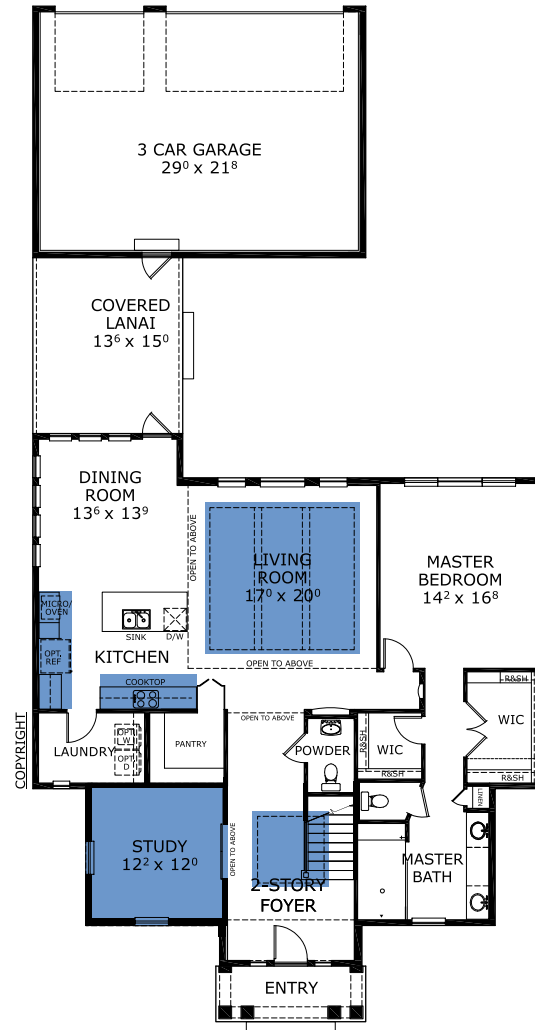 3 CAR GARAGE
29⁰ x 21⁸
COVERED
LANAI
13⁶ x 15⁰
DINING
ROOM
13⁶ x 13⁹
OPEN TO ABOVE
LIVING
ROOM
17⁰ x 20⁰
OPEN TO ABOVE
MASTER
BEDROOM
14² x 16⁸
MICRO/
OVEN
SINK
D/W
OPT.
REF
KITCHEN
COOKTOP
R&SH
WIC
R&SH
OPEN TO ABOVE
COPYRIGHT
LAUNDRY
OPT.
W
OPT.
D
PANTRY
POWDER
R&SH
WIC
R&SH
LINEN
STUDY
12² x 12⁰
OPEN TO ABOVE
2-STORY
FOYER
MASTER
BATH
ENTRY